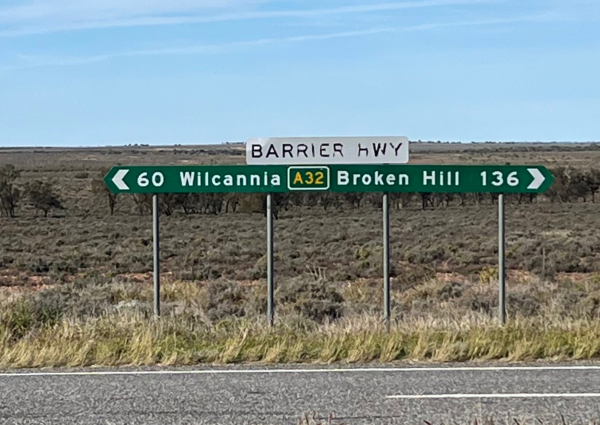 BARRIER HWY
60 Wilcannia A32 Broken Hill 136